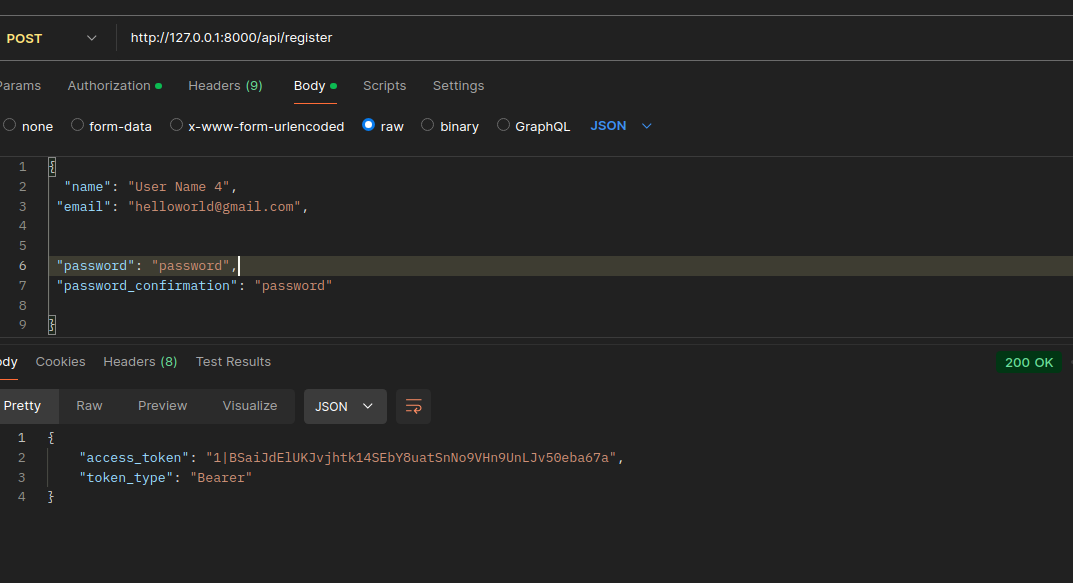 POST http://127.0.0.1:8000/api/register
Params Authorization Headers (9) Body Scripts Settings
none form-data x-www-form-urlencoded raw binary GraphQL JSON
1 {
2 "name": "User Name 4",
3 "email": "helloworld@gmail.com",
4
5
6 "password": "password",
7 "password_confirmation": "password"
8
9 }
ody Cookies Headers (8) Test Results 200 OK
Pretty Raw Preview Visualize JSON
1 {
2 "access_token": "1|BSaiJdElUKJvjhtk14SEbY8uatSnNo9VHn9UnLJv50eba67a",
3 "token_type": "Bearer"
4 }